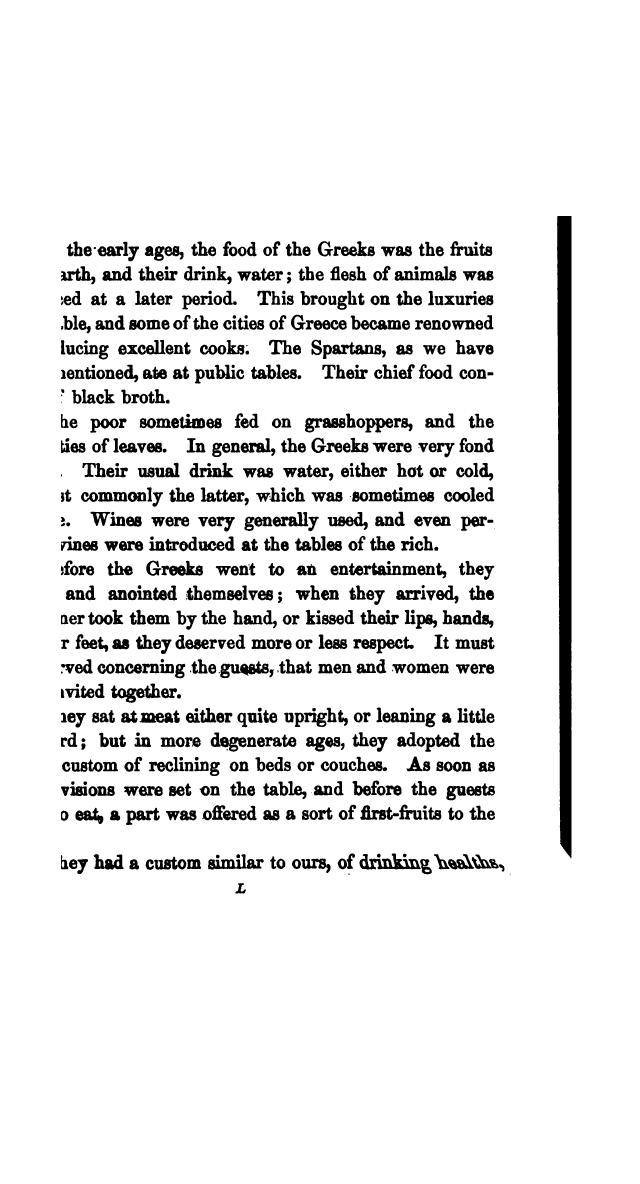 the early ages, the food of the Greeks was the fruits
arth, and their drink, water; the flesh of animals was
ed at a later period. This brought on the luxuries
ble, and some of the cities of Greece became renowned
ducing excellent cooks. The Spartans, as we have
mentioned, ate at public tables. Their chief food con-
f black broth.
he poor sometimes fed on grasshoppers, and the
ties of leaves. In general, the Greeks were very fond
. Their usual drink was water, either hot or cold,
st commonly the latter, which was sometimes cooled
e. Wines were very generally used, and even per-
wines were introduced at the tables of the rich.
efore the Greeks went to an entertainment, they
and anointed themselves; when they arrived, the
ner took them by the hand, or kissed their lips, hands,
r feet, as they deserved more or less respect. It must
rved concerning the guests, that men and women were
nvited together.
hey sat at meat either quite upright, or leaning a little
rd; but in more degenerate ages, they adopted the
custom of reclining on beds or couches. As soon as
visions were set on the table, and before the guests
o eat, a part was offered as a sort of first-fruits to the
hey had a custom similar to ours, of drinking healths,
L